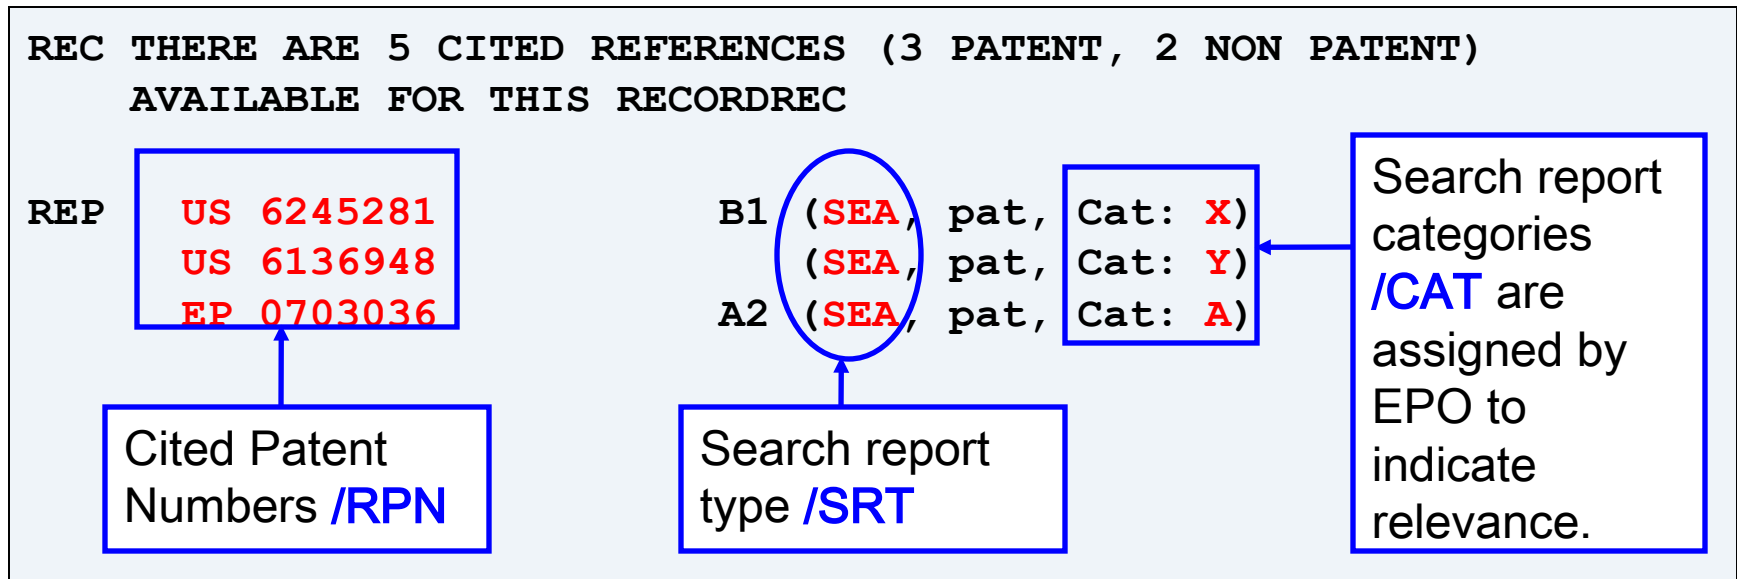 REC THERE ARE 5 CITED REFERENCES (3 PATENT, 2 NON PATENT)
AVAILABLE FOR THIS RECORDREC
REP US 6245281 B1 (SEA, pat, Cat: X)
US 6136948 (SEA, pat, Cat: Y)
EP 0703036 A2 (SEA, pat, Cat: A)
Search report
categories
/CAT are
assigned by
EPO to
indicate
relevance.
Cited Patent
Numbers /RPN
Search report
type /SRT